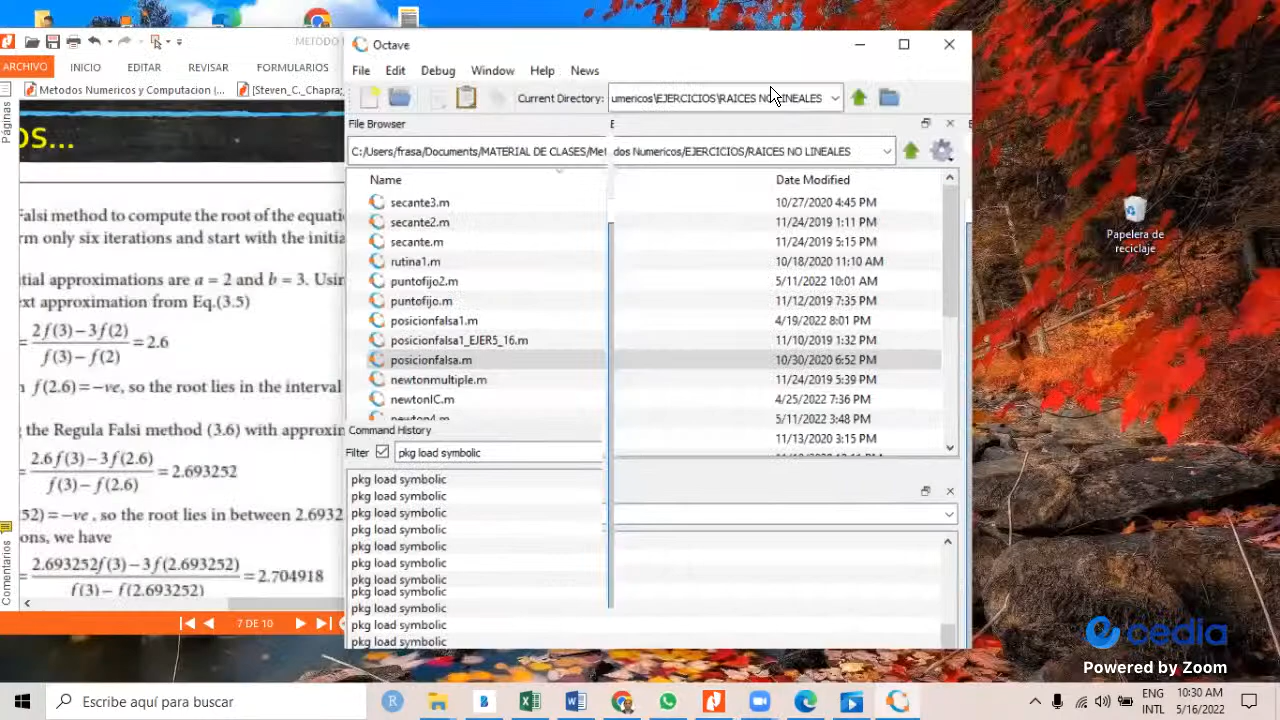 METODO
ARCHIVO
INICIO
EDITAR
REVISAR
FORMULARIOS
Metodos Numericos y Computacion (...
[Steven_C._Chapra;
Páginas
Comentarios
os...
Falsi method to compute the root of the equati
rm only six iterations and start with the initia
tial approximations are a = 2 and b = 3. Usin
ext approximation from Eq.(3.5)
= 2f(3)−3f(2) / f(3)−f(2) = 2.6
f(2.6)=−ve, so the root lies in the interval
the Regula Falsi method (3.6) with approxin
= 2.6f(3)−3f(2.6) / f(3)−f(2.6) = 2.693252
52)=−ve, so the root lies in between 2.6932
ons, we have
= 2.693252f(3)−3f(2.693252) / f(3)−f(2.693252) = 2.704918
7 DE 10
Octave
File Edit Debug Window Help News
Current Directory: umericos\EJERCICIOS\RAICES NO LINEALES
File Browser
C:/Users/frasa/Documents/MATERIAL DE CLASES/Met dos Numericos/EJERCICIOS/RAICES NO LINEALES
Name Date Modified
secante3.m 10/27/2020 4:45 PM
secante2.m 11/24/2019 1:11 PM
secante.m 11/24/2019 5:15 PM
rutina1.m 10/18/2020 11:10 AM
puntofijo2.m 5/11/2022 10:01 AM
puntofijo.m 11/12/2019 7:35 PM
posicionfalsa1.m 4/19/2022 8:01 PM
posicionfalsa1_EJER5_16.m 11/10/2019 1:32 PM
posicionfalsa.m 10/30/2020 6:52 PM
newtonmultiple.m 11/24/2019 5:39 PM
newtonIC.m 4/25/2022 7:36 PM
newton4.m 5/11/2022 3:48 PM
11/13/2020 3:15 PM
Command History
Filter pkg load symbolic
pkg load symbolic
pkg load symbolic
pkg load symbolic
pkg load symbolic
pkg load symbolic
pkg load symbolic
pkg load symbolic
pkg load symbolic
pkg load symbolic
pkg load symbolic
pkg load symbolic
Papelera de
reciclaje
cedia
Powered by Zoom
Escribe aquí para buscar
ENG
INTL
10:30 AM
5/16/2022